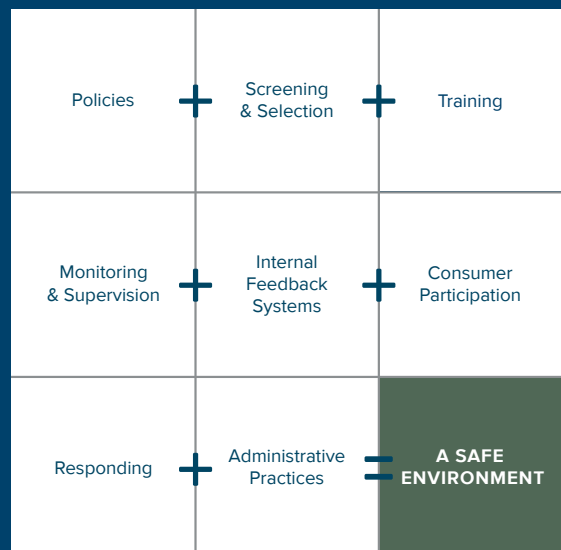 Policies + Screening & Selection + Training
Monitoring & Supervision + Internal Feedback Systems + Consumer Participation
Responding + Administrative Practices = A SAFE ENVIRONMENT